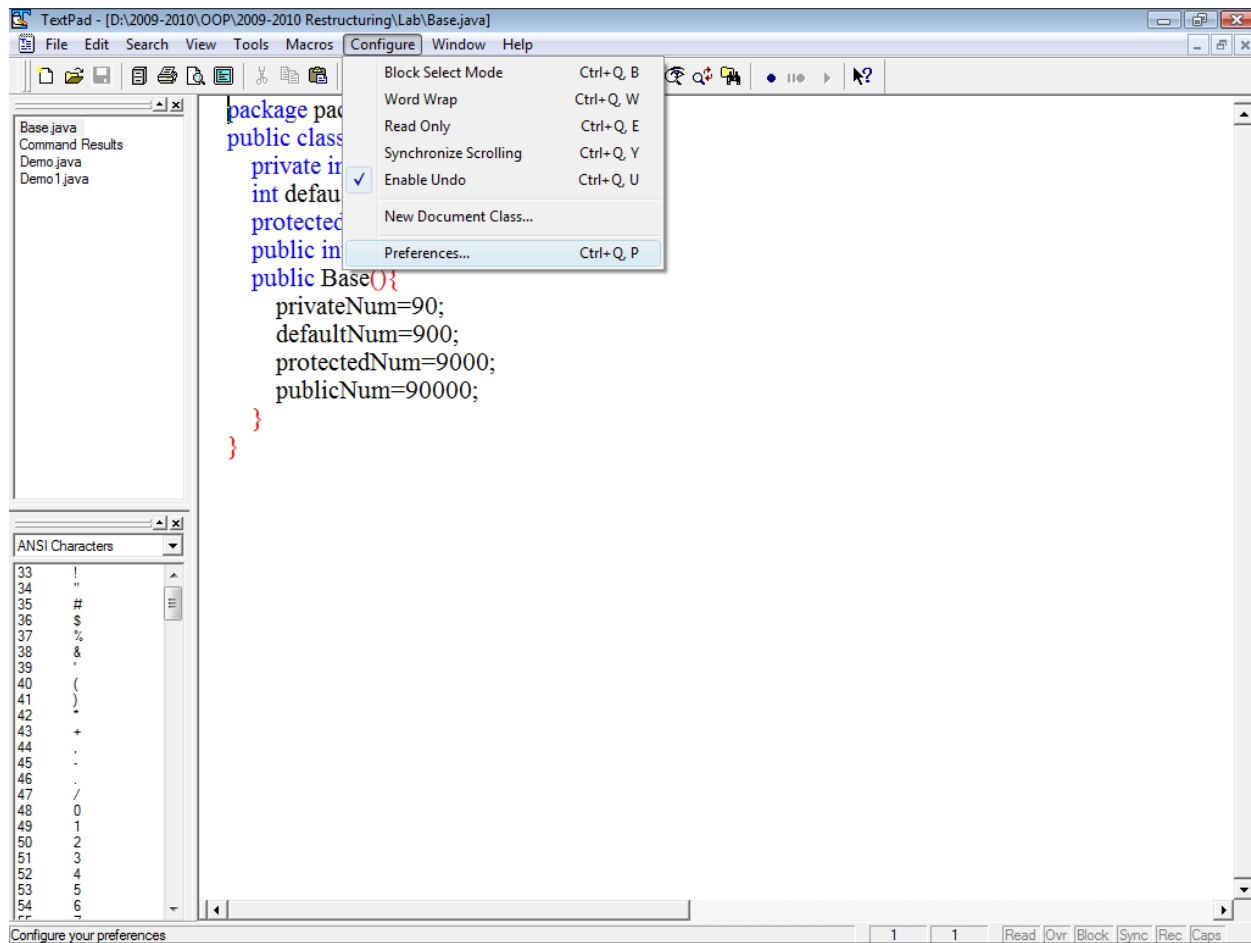 TextPad - [D:\2009-2010\OOP\2009-2010 Restructuring\Lab\Base.java]
File Edit Search View Tools Macros Configure Window Help
Block Select Mode Ctrl+Q, B
Word Wrap Ctrl+Q, W
Read Only Ctrl+Q, E
Synchronize Scrolling Ctrl+Q, Y
Enable Undo Ctrl+Q, U
New Document Class...
Preferences... Ctrl+Q, P
Base.java
Command Results
Demo.java
Demo1.java
package pac
public class
private in
int defau
protected
public in
public Base(){
privateNum=90;
defaultNum=900;
protectedNum=9000;
publicNum=90000;
}
}
ANSI Characters
33 !
34 "
35 #
36 $
37 %
38 &
39 '
40 (
41 )
42 *
43 +
44 ,
45 -
46 .
47 /
48 0
49 1
50 2
51 3
52 4
53 5
54 6
Configure your preferences 1 1 Read Ovr Block Sync Rec Caps